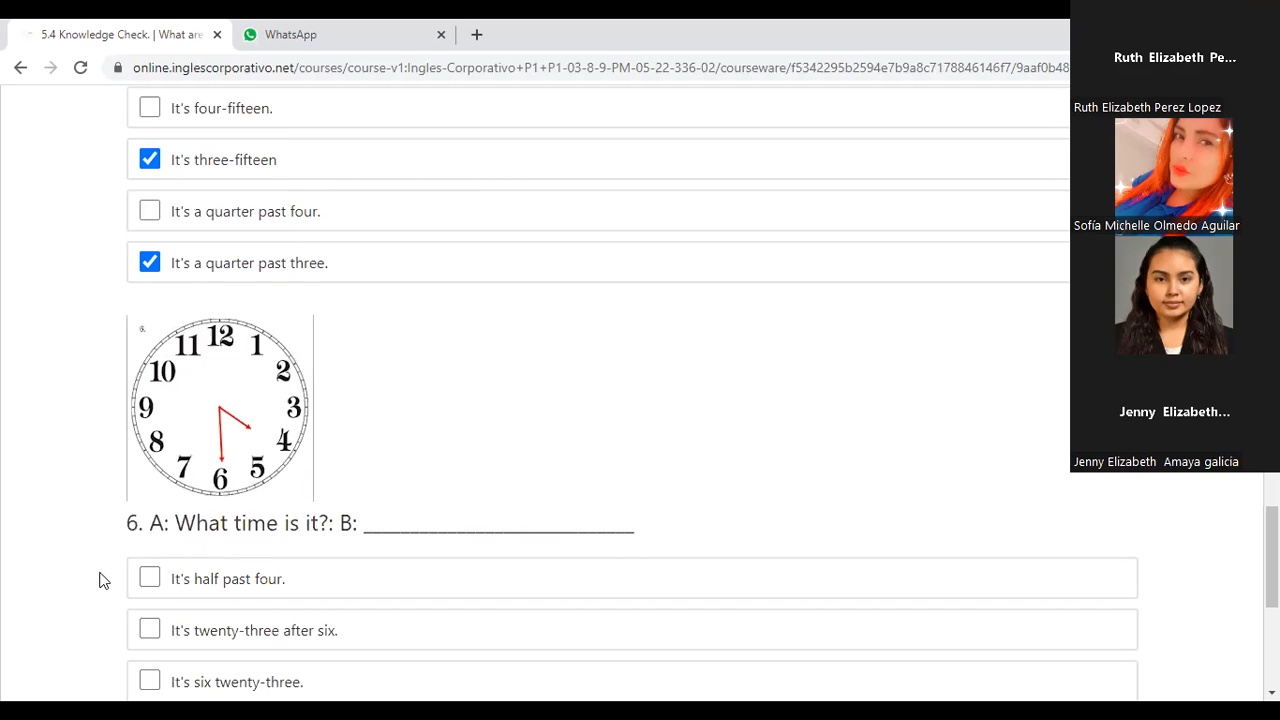 5.4 Knowledge Check. | What are
WhatsApp
online.inglescorporativo.net/courses/course-v1:Ingles-Corporativo+P1+P1-03-8-9-PM-05-22-336-02/courseware/f5342295b2594e7b9a8c7178846146f7/9aaf0b48
It's four-fifteen.
It's three-fifteen
It's a quarter past four.
It's a quarter past three.
6.
12
1
2
3
4
5
6
7
8
9
10
11
6. A: What time is it?: B: ___________________________
It's half past four.
It's twenty-three after six.
It's six twenty-three.
Ruth Elizabeth Pe...
Ruth Elizabeth Perez Lopez
Sofía Michelle Olmedo Aguilar
Jenny Elizabeth...
Jenny Elizabeth Amaya galicia